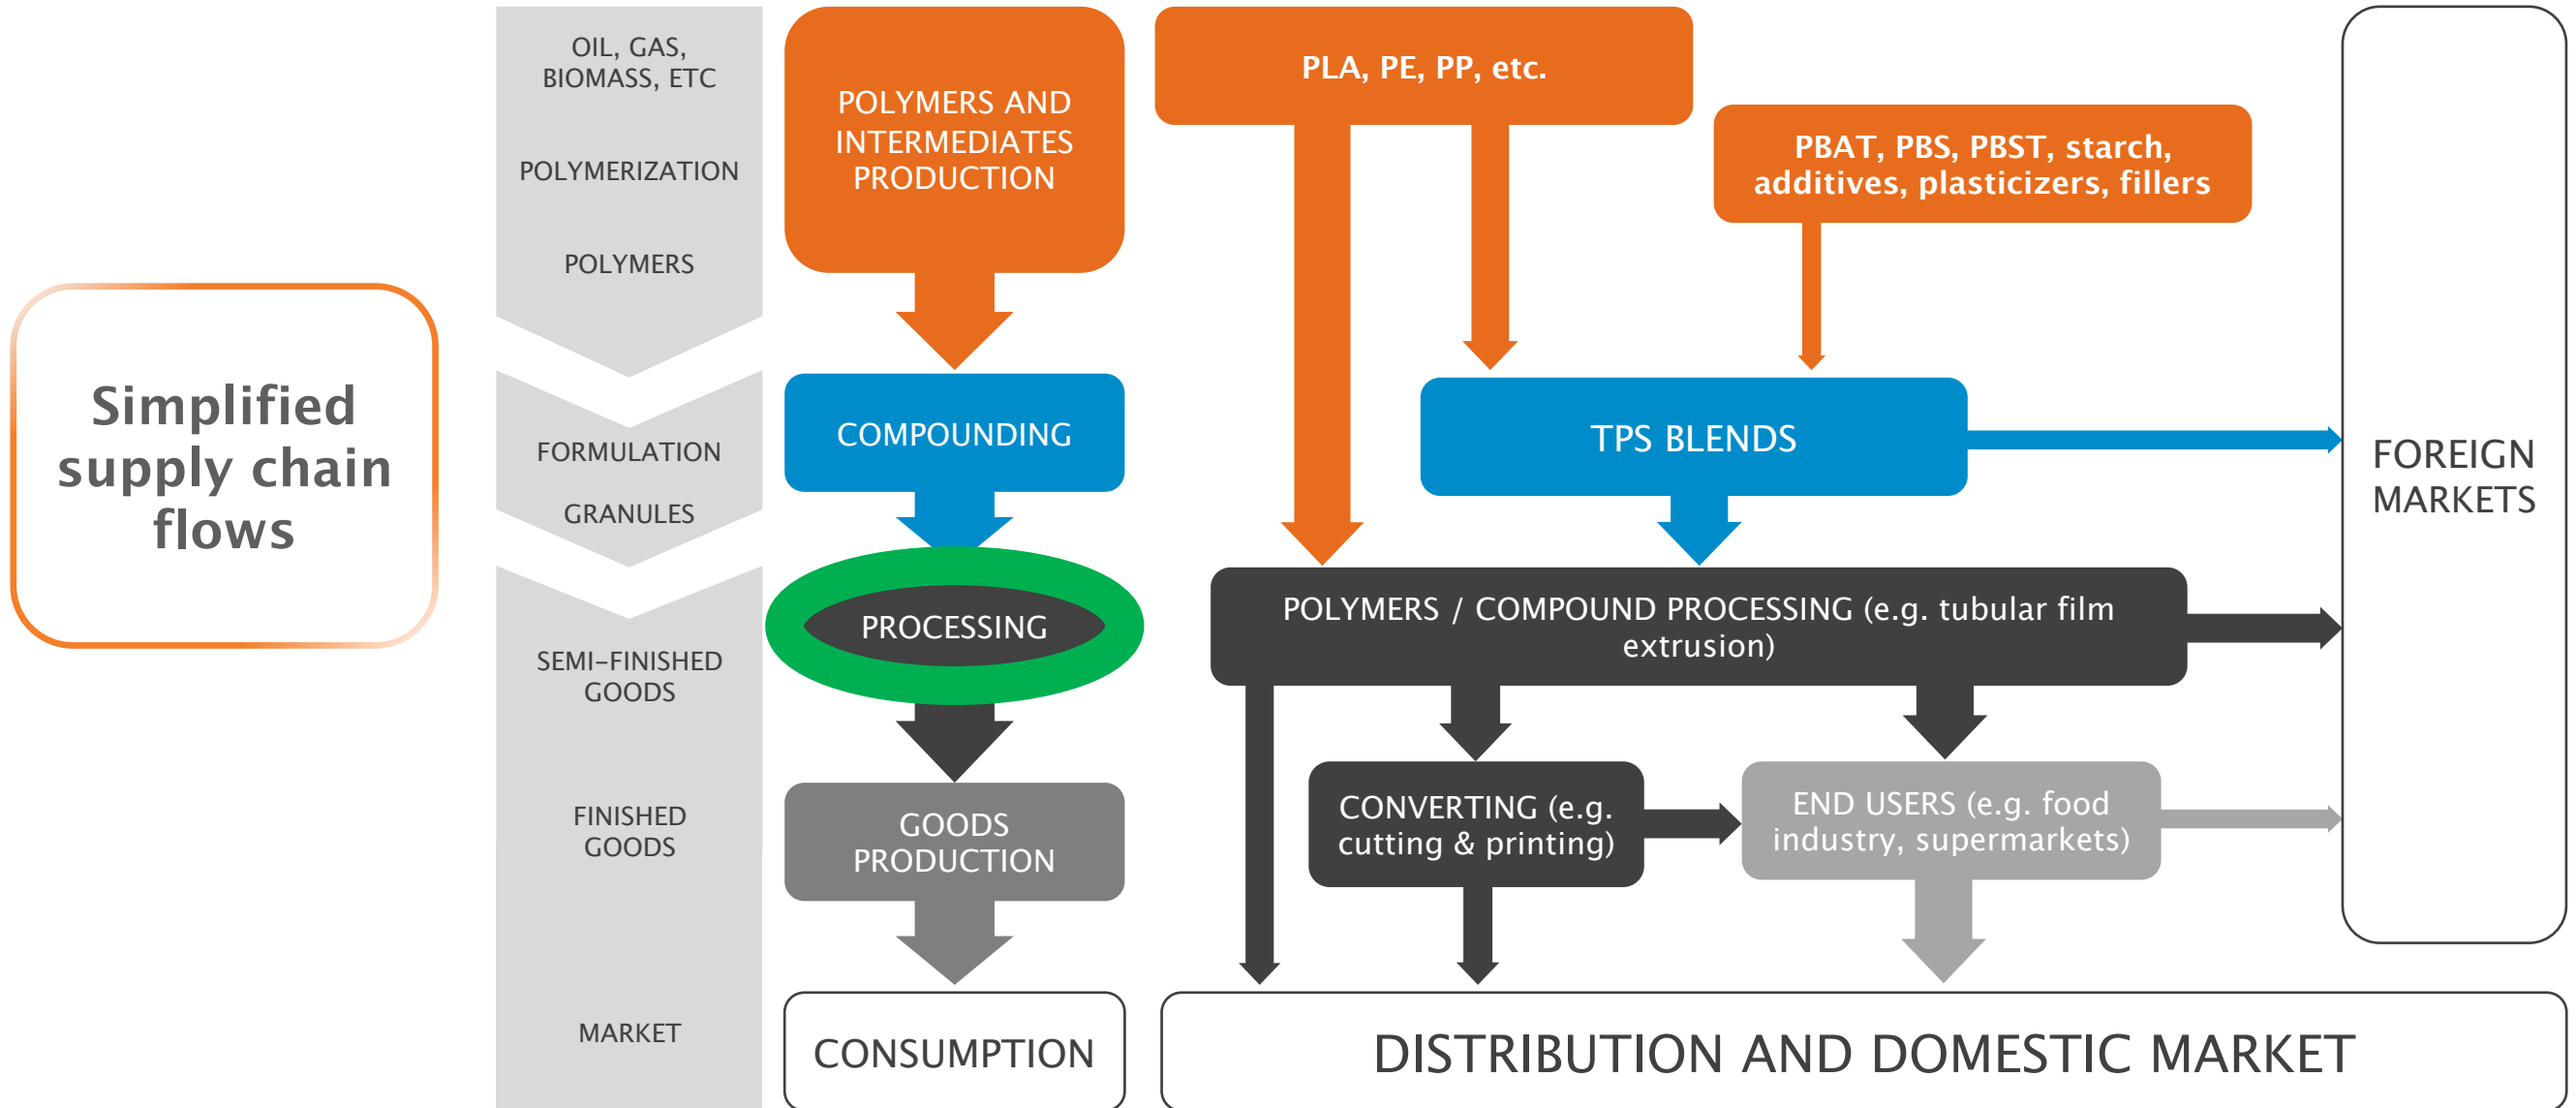 Simplified
supply chain
flows
OIL, GAS,
BIOMASS, ETC
POLYMERIZATION
POLYMERS
FORMULATION
GRANULES
SEMI-FINISHED
GOODS
FINISHED
GOODS
MARKET
POLYMERS AND
INTERMEDIATES
PRODUCTION
COMPOUNDING
PROCESSING
GOODS
PRODUCTION
CONSUMPTION
PLA, PE, PP, etc.
PBAT, PBS, PBST, starch,
additives, plasticizers, fillers
TPS BLENDS
POLYMERS / COMPOUND PROCESSING (e.g. tubular film
extrusion)
CONVERTING (e.g.
cutting & printing)
END USERS (e.g. food
industry, supermarkets)
FOREIGN
MARKETS
DISTRIBUTION AND DOMESTIC MARKET